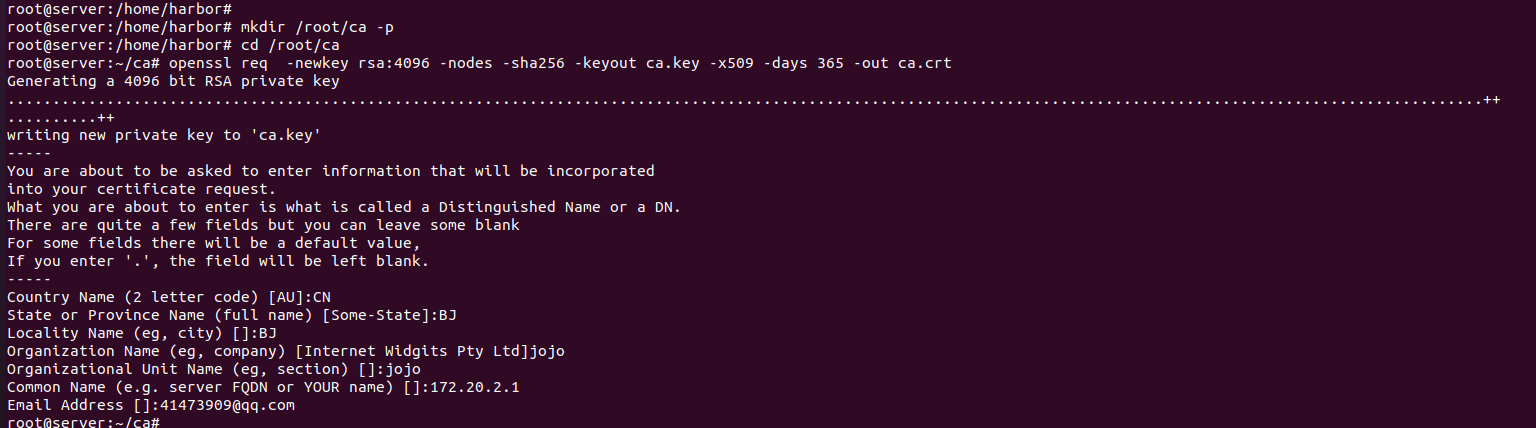 root@server:/home/harbor#
root@server:/home/harbor# mkdir /root/ca -p
root@server:/home/harbor# cd /root/ca
root@server:~/ca# openssl req  -newkey rsa:4096 -nodes -sha256 -keyout ca.key -x509 -days 365 -out ca.crt
Generating a 4096 bit RSA private key
....................................................................................................................................................................++
..........++
writing new private key to 'ca.key'
-----
You are about to be asked to enter information that will be incorporated
into your certificate request.
What you are about to enter is what is called a Distinguished Name or a DN.
There are quite a few fields but you can leave some blank
For some fields there will be a default value,
If you enter '.', the field will be left blank.
-----
Country Name (2 letter code) [AU]:CN
State or Province Name (full name) [Some-State]:BJ
Locality Name (eg, city) []:BJ
Organization Name (eg, company) [Internet Widgits Pty Ltd]jojo
Organizational Unit Name (eg, section) []:jojo
Common Name (e.g. server FQDN or YOUR name) []:172.20.2.1
Email Address []:41473909@qq.com
root@server:~/ca#